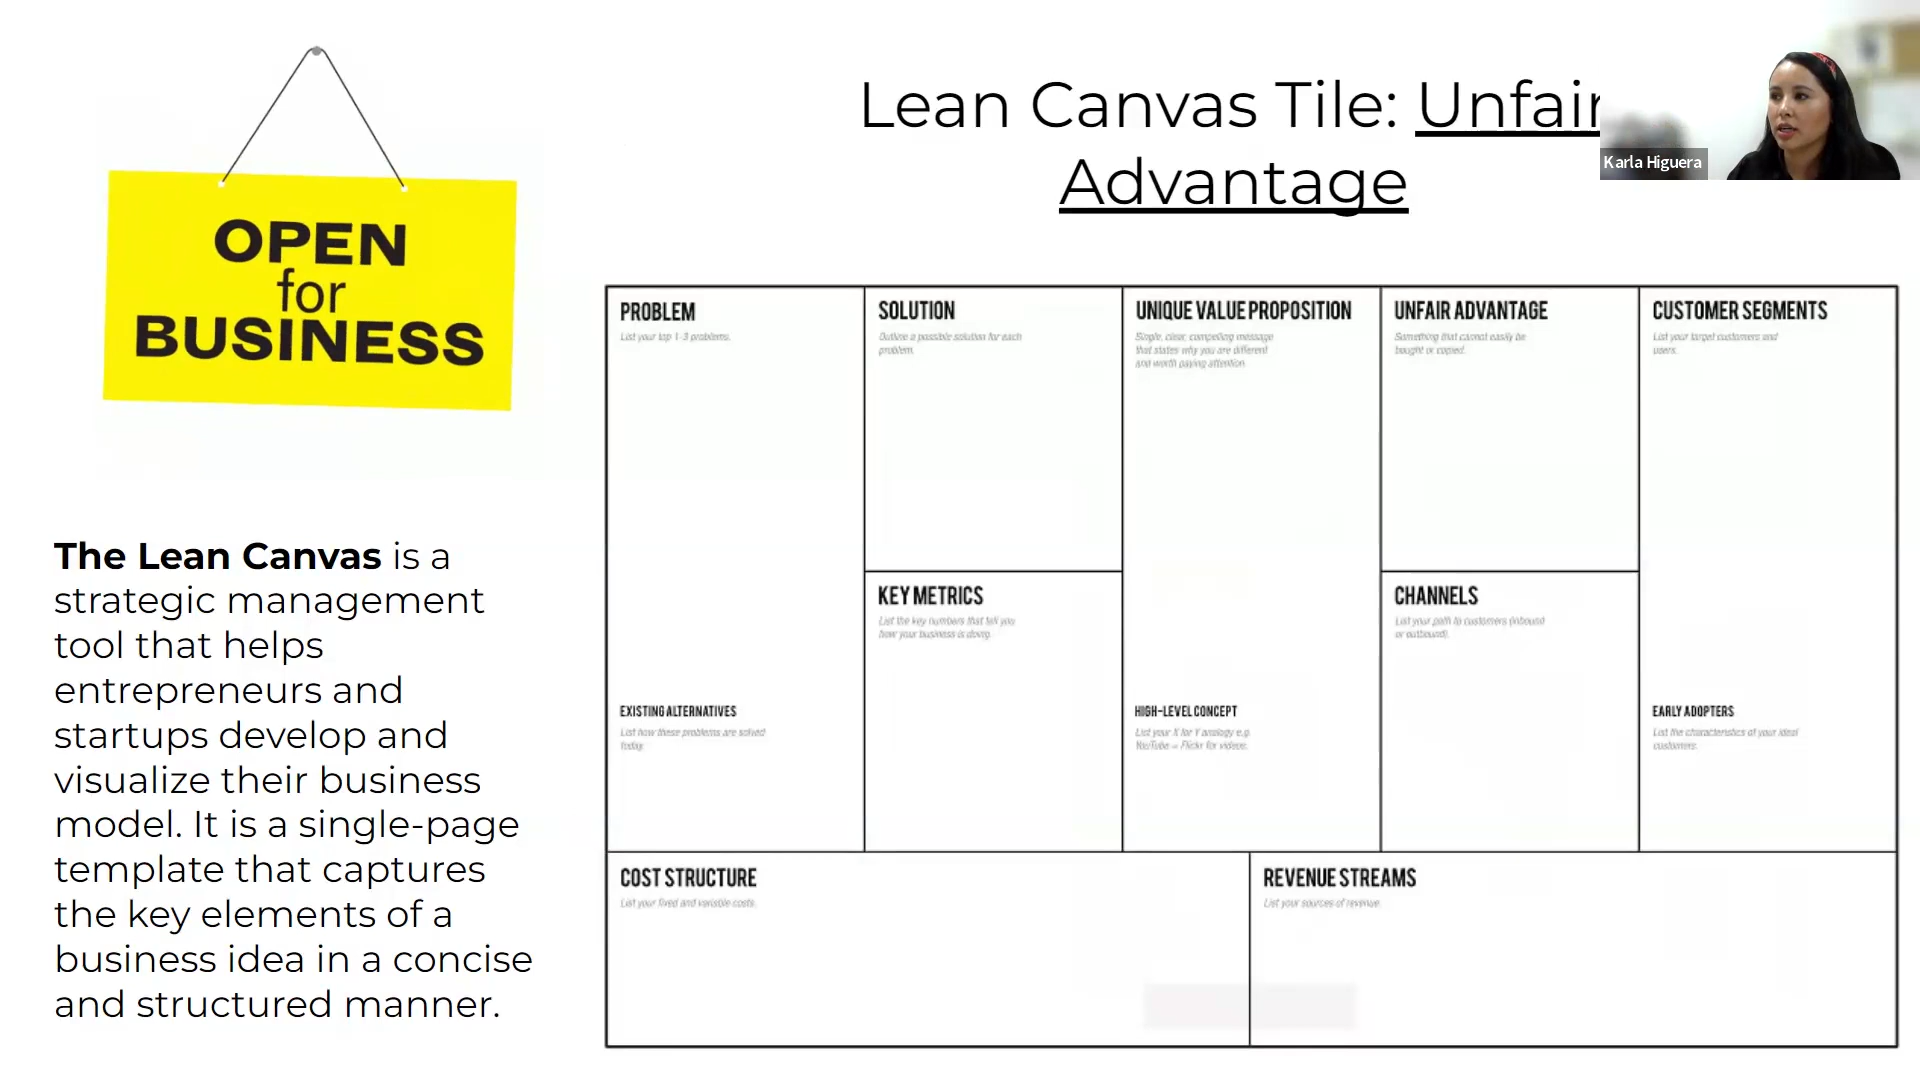 OPEN
for
BUSINESS
Lean Canvas Tile: Unfair
Advantage
Karla Higuera
The Lean Canvas is a
strategic management
tool that helps
entrepreneurs and
startups develop and
visualize their business
model. It is a single-page
template that captures
the key elements of a
business idea in a concise
and structured manner.
PROBLEM
List your top 1-3 problems.
EXISTING ALTERNATIVES
List how these problems are solved
today.
SOLUTION
Outline a possible solution for each
problem.
KEY METRICS
List the key numbers that tell you
how your business is doing.
UNIQUE VALUE PROPOSITION
Single, clear, compelling message
that states why you are different
and worth paying attention.
HIGH-LEVEL CONCEPT
List your X for Y analogy e.g.
YouTube = Flickr for videos.
UNFAIR ADVANTAGE
Something that cannot easily be
bought or copied.
CHANNELS
List your path to customers (inbound
or outbound).
CUSTOMER SEGMENTS
List your target customers and
users.
EARLY ADOPTERS
List the characteristics of your ideal
customers.
COST STRUCTURE
List your fixed and variable costs.
REVENUE STREAMS
List your sources of revenue.